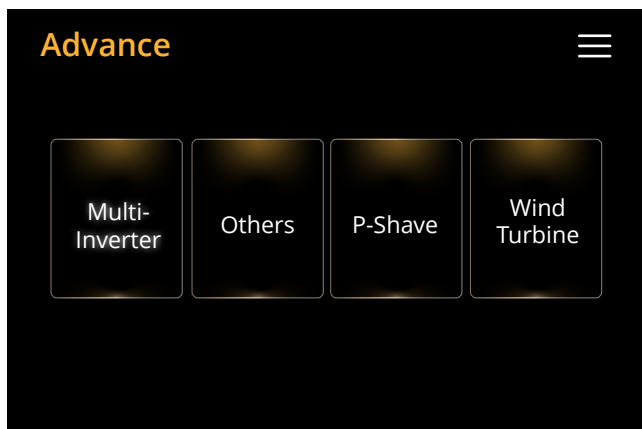 Advance
Multi-
Inverter
Others
P-Shave
Wind
Turbine